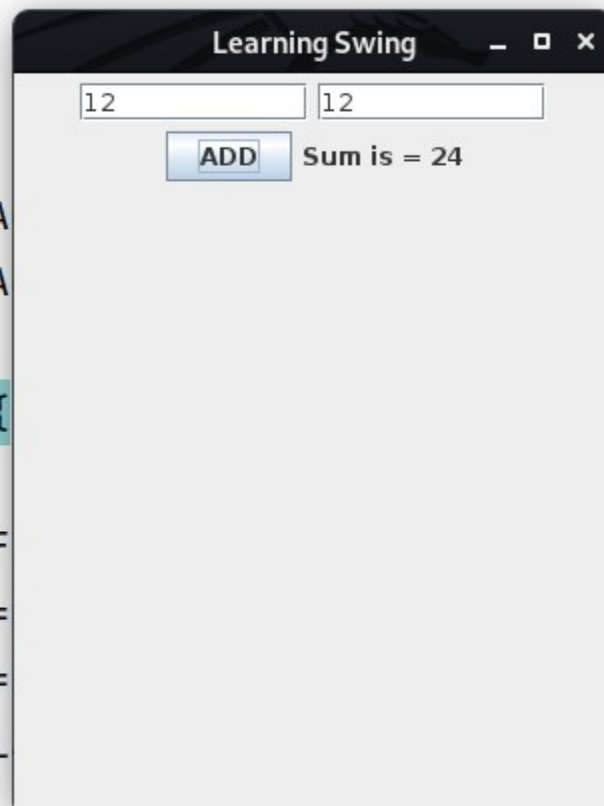 Learning Swing
12 12
ADD Sum is = 24
A
A
{
=
=
=